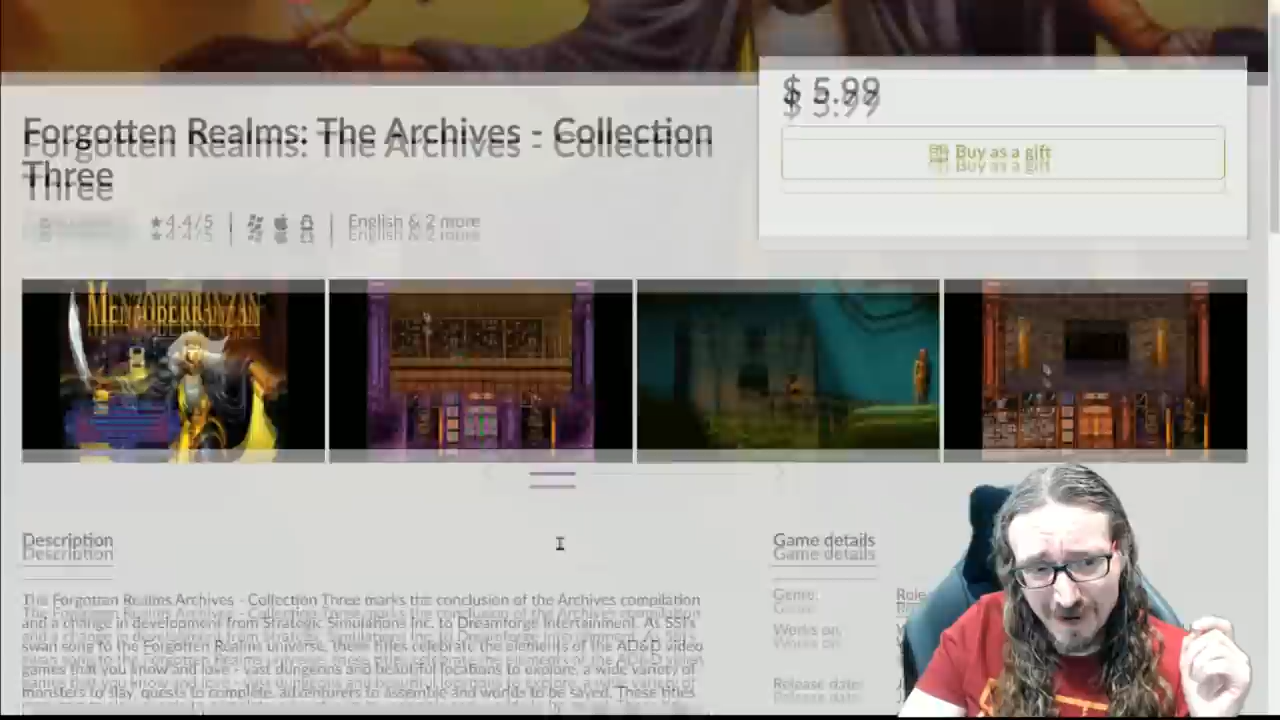 $ 5.99
Buy as a gift
Forgotten Realms: The Archives - Collection
Three
★4.4/5
English & 2 more
MENZOBERRANZAN
Description
Game details
The Forgotten Realms Archives - Collection Three marks the conclusion of the Archives compilation
and a change in development from Strategic Simulations Inc. to Dreamforge Intertainment. As SSI's
swan song to the Forgotten Realms universe, these titles celebrate the elements of the AD&D video
games that you know and love - vast dungeons and beautiful locations to explore, a wide variety of
monsters to slay, quests to complete, adventurers to assemble and worlds to be saved. These titles
Genre:
Role
Works on:
Release date: